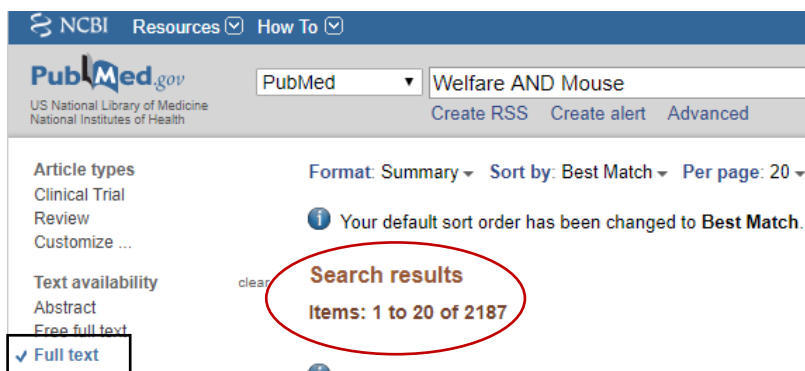 NCBI Resources How To
PubMed.gov
US National Library of Medicine
National Institutes of Health
PubMed
Welfare AND Mouse
Create RSS Create alert Advanced
Article types
Clinical Trial
Review
Customize ...
Text availability
clear
Abstract
Free full text
✓ Full text
Format: Summary Sort by: Best Match Per page: 20
Your default sort order has been changed to Best Match.
Search results
Items: 1 to 20 of 2187